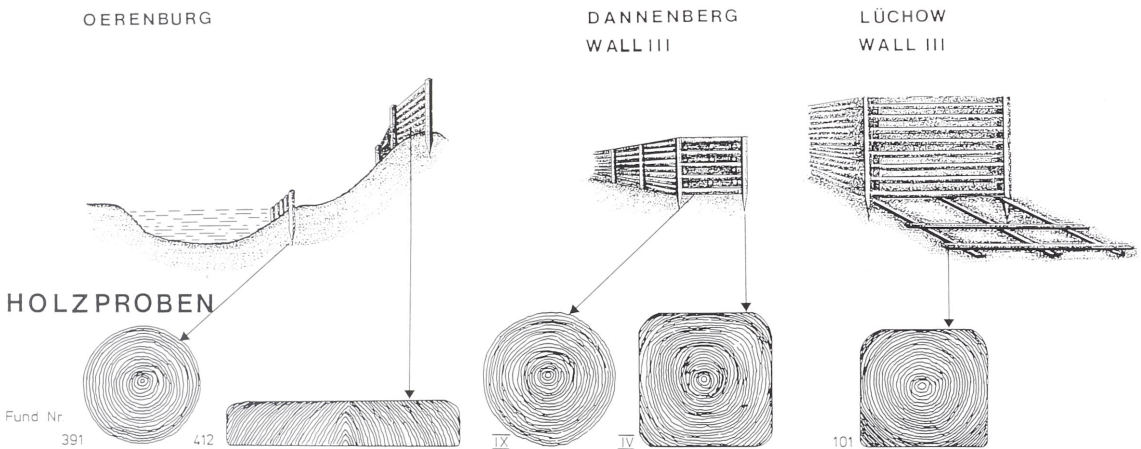 OERENBURG
DANNENBERG
WALL III
LÜCHOW
WALL III
HOLZPROBEN
Fund Nr
391
412
IX
IV
101